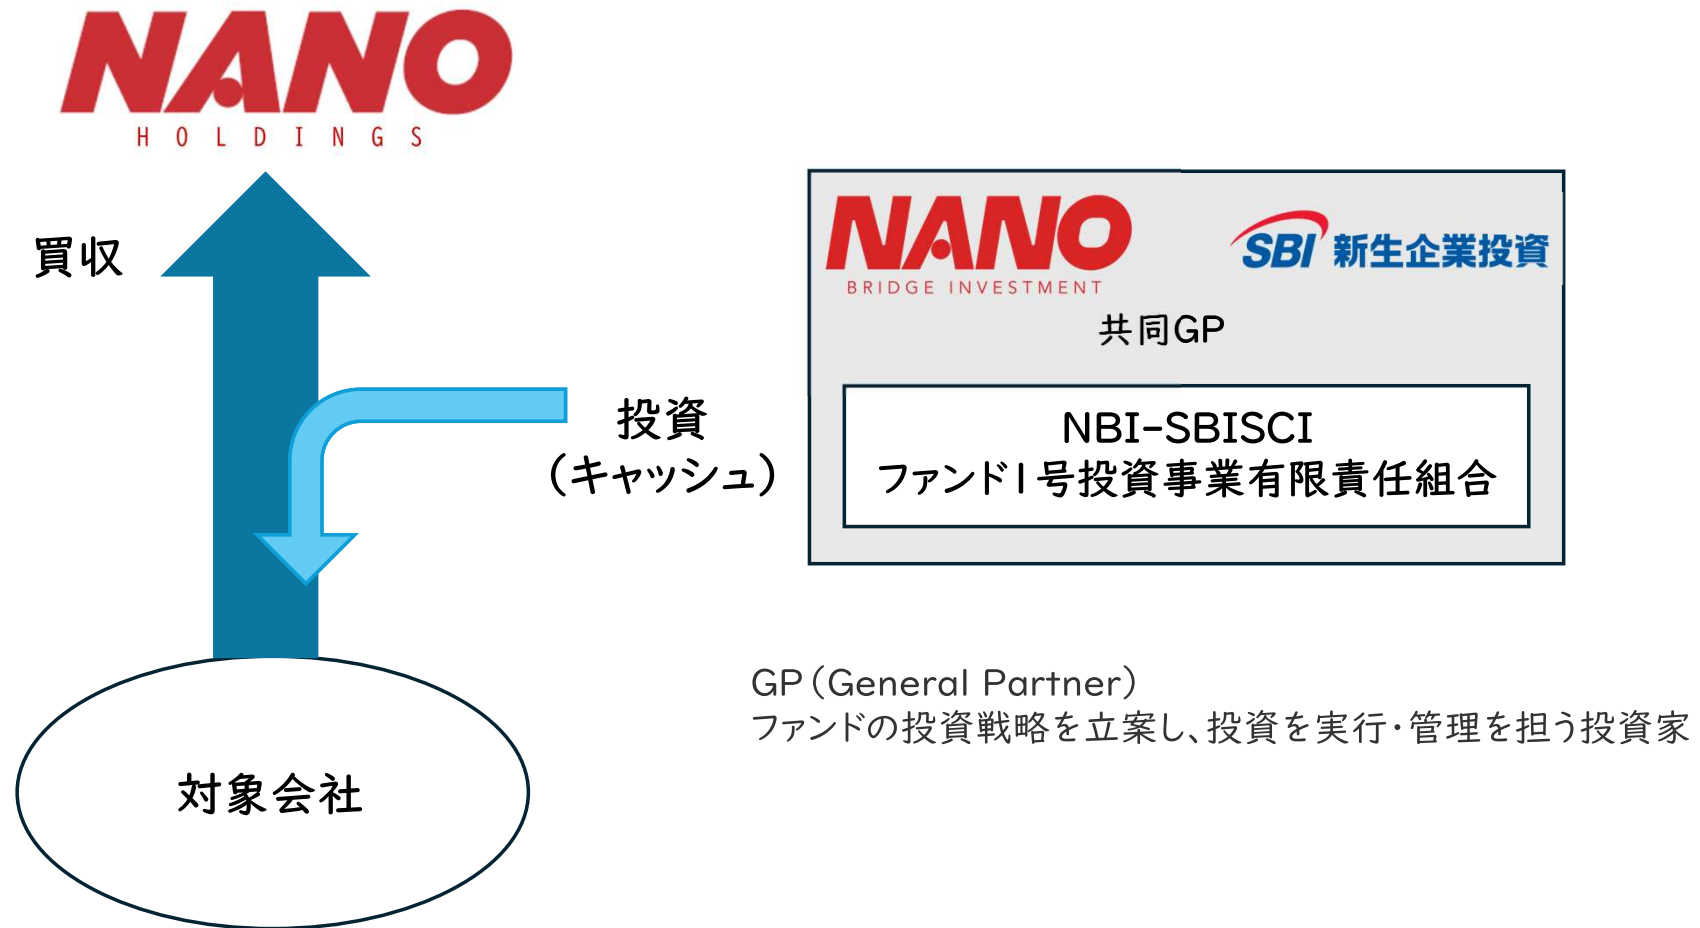 NANO
HOLDINGS
買収
NANO
BRIDGE INVESTMENT
SBI 新生企業投資
共同GP
投資
(キャッシュ)
NBI-SBISCI
ファンド1号投資事業有限責任組合
GP(General Partner)
ファンドの投資戦略を立案し、投資を実行・管理を担う投資家
対象会社